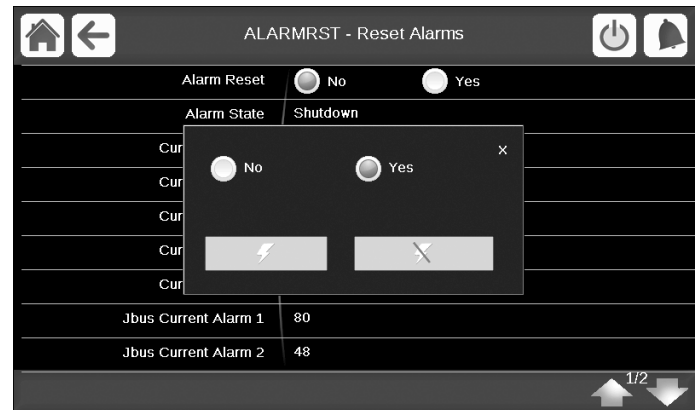 ALARMRST - Reset Alarms
Alarm Reset No Yes
Alarm State Shutdown
Cur
No Yes x
Cur
Cur
Cur
Cur
Jbus Current Alarm 1 80
Jbus Current Alarm 2 48
1/2